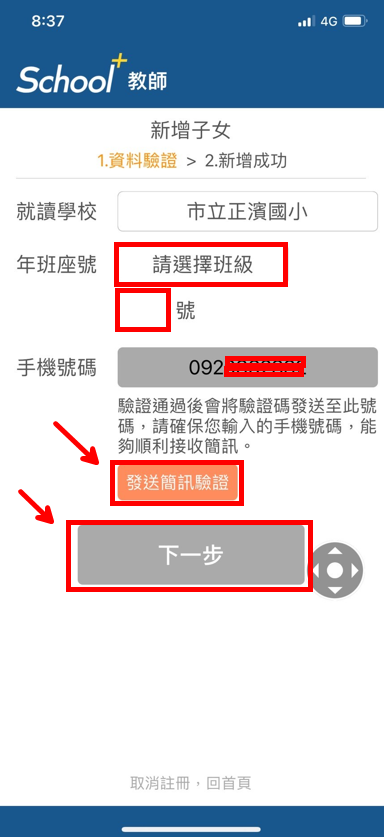 8:37
4G
School+ 教師
新增子女
1.資料驗證 > 2.新增成功
就讀學校 市立正濱國小
年班座號 請選擇班級
號
手機號碼 092
驗證通過後會將驗證碼發送至此號
碼，請確保您輸入的手機號碼，能
夠順利接收簡訊。
發送簡訊驗證
下一步
取消註冊，回首頁